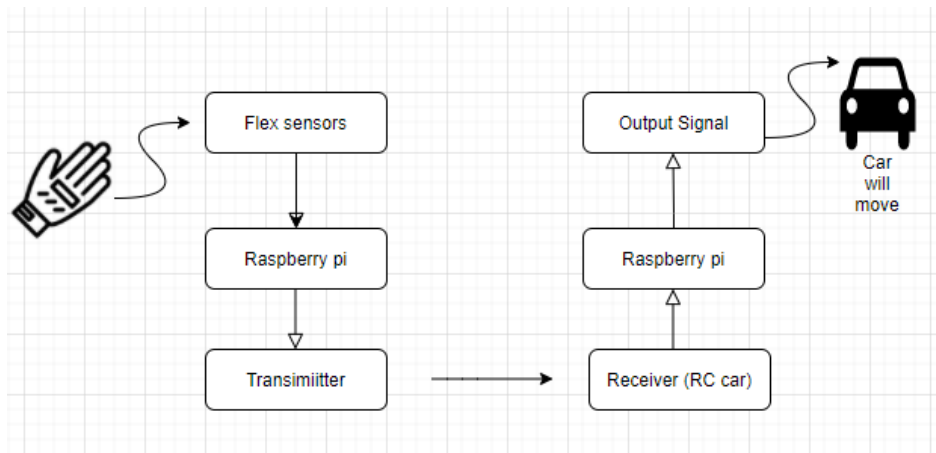 Flex sensors
Raspberry pi
Transimiitter
Output Signal
Raspberry pi
Receiver (RC car)
Car
will
move